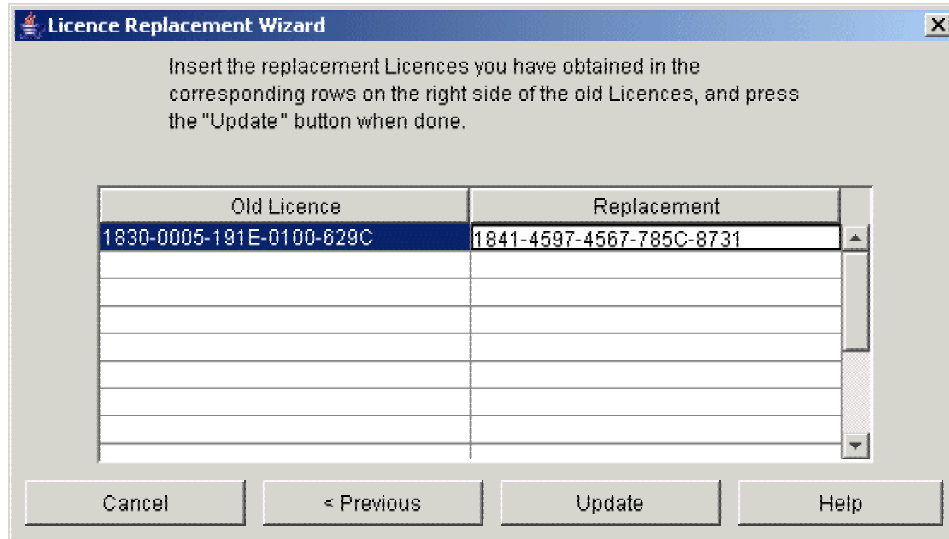 Licence Replacement Wizard
Insert the replacement Licences you have obtained in the
corresponding rows on the right side of the old Licences, and press
the "Update" button when done.
Old Licence Replacement
1830-0005-191E-0100-629C 1841-4597-4567-785C-8731
Cancel < Previous Update Help